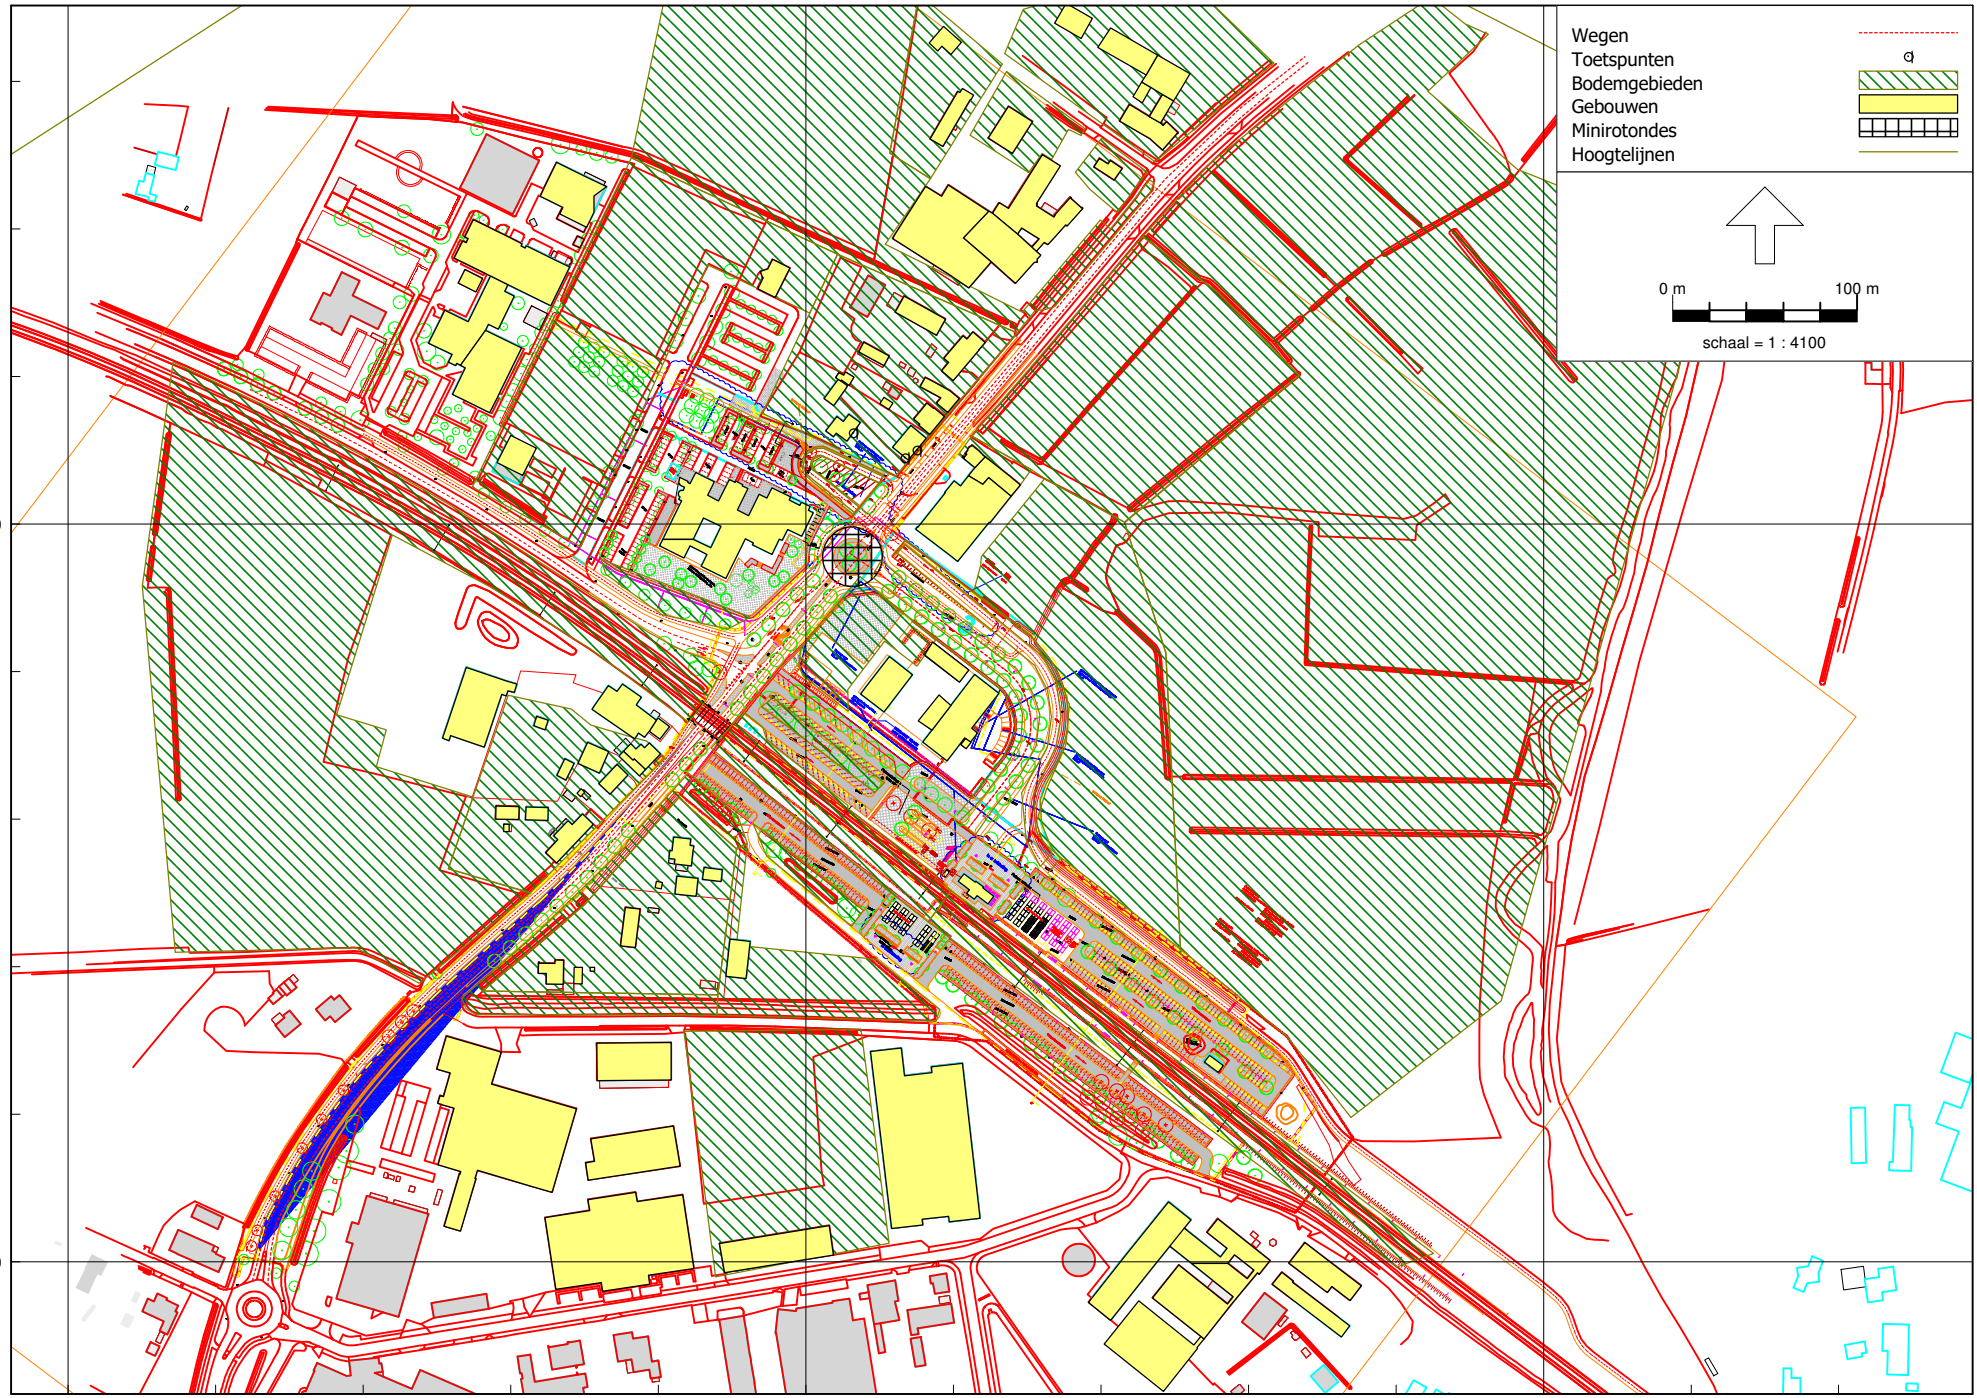 Wegen
Toetspunten
Bodemgebieden
Gebouwen
Minirotondes
Hoogtelijnen
0 m 100 m
schaal = 1 : 4100